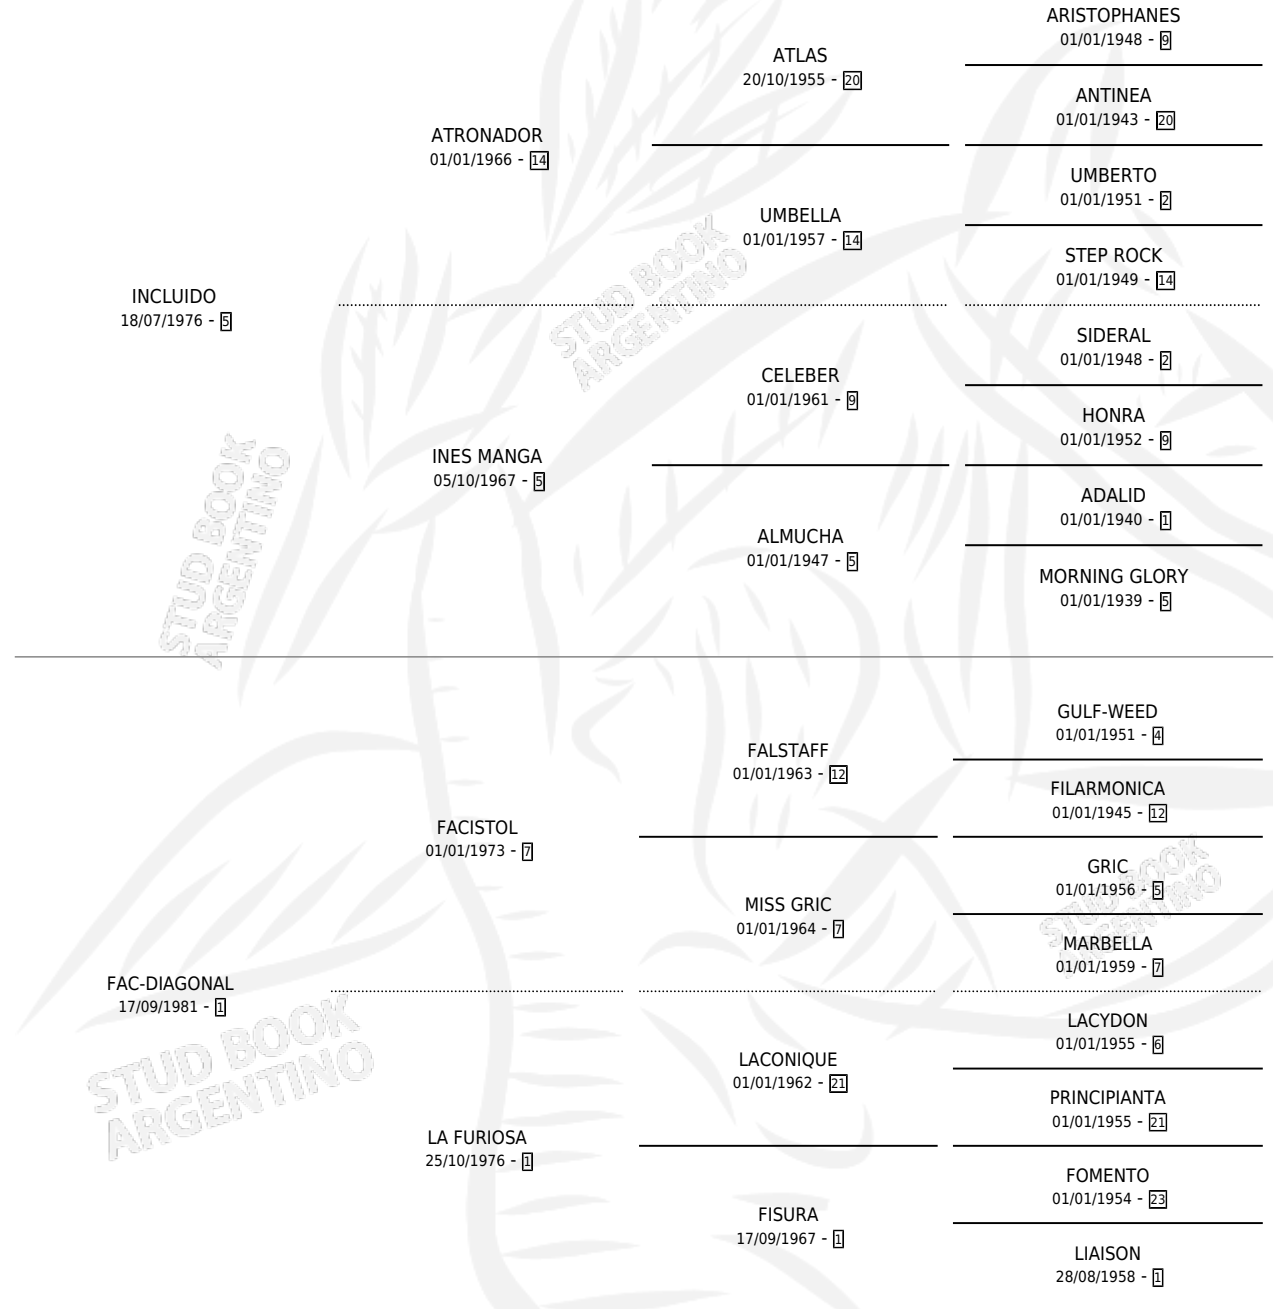 ARISTOPHANES
01/01/1948 - 9
ATLAS
20/10/1955 - 20
ANTINEA
01/01/1943 - 20
ATRONADOR
01/01/1966 - 14
UMBERTO
01/01/1951 - 2
UMBELLA
01/01/1957 - 14
STEP ROCK
01/01/1949 - 14
INCLUIDO
18/07/1976 - 5
SIDERAL
01/01/1948 - 2
CELEBER
01/01/1961 - 9
HONRA
01/01/1952 - 9
INES MANGA
05/10/1967 - 5
ADALID
01/01/1940 - 1
ALMUCHA
01/01/1947 - 5
MORNING GLORY
01/01/1939 - 5
GULF-WEED
01/01/1951 - 4
FALSTAFF
01/01/1963 - 12
FILARMONICA
01/01/1945 - 12
FACISTOL
01/01/1973 - 7
GRIC
01/01/1956 - 5
MISS GRIC
01/01/1964 - 7
MARBELLA
01/01/1959 - 7
FAC-DIAGONAL
17/09/1981 - 1
LACYDON
01/01/1955 - 6
LACONIQUE
01/01/1962 - 21
PRINCIPIANTA
01/01/1955 - 21
LA FURIOSA
25/10/1976 - 1
FOMENTO
01/01/1954 - 23
FISURA
17/09/1967 - 1
LIAISON
28/08/1958 - 1
STUD BOOK
ARGENTINO
STUD BOOK
ARGENTINO
STUD BOOK
ARGENTINO
STUD BOOK
ARGENTINO